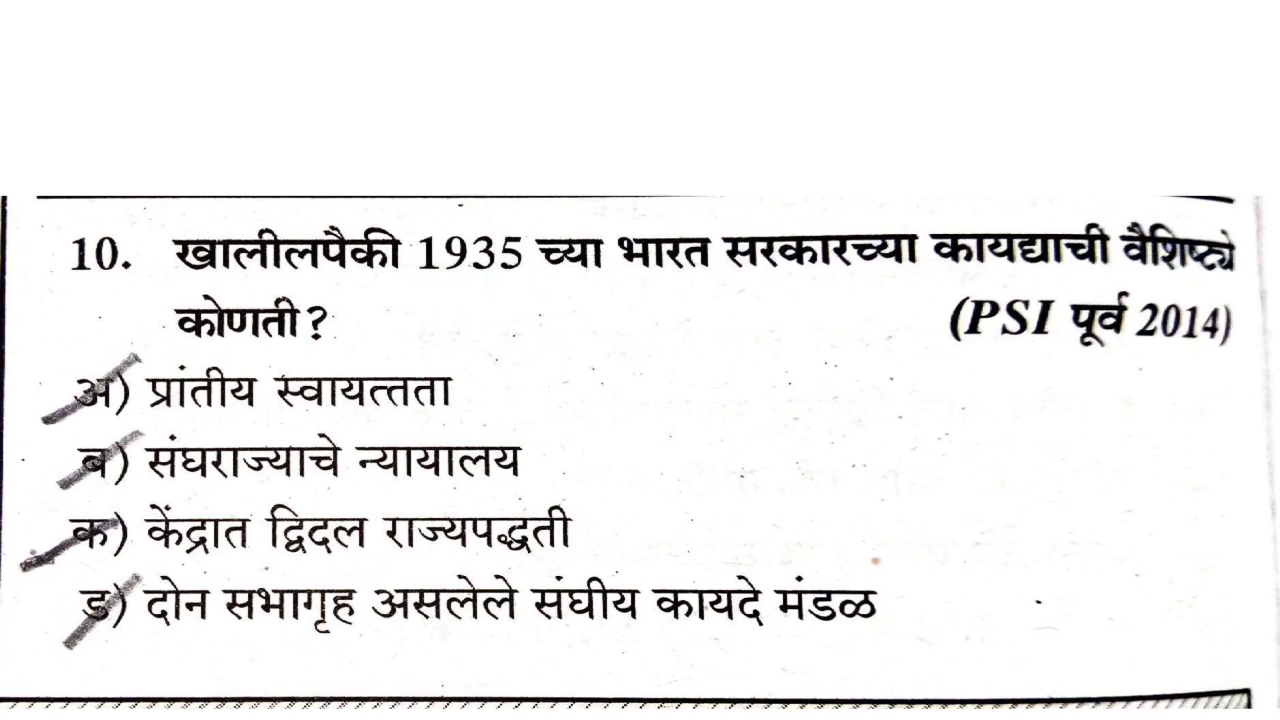 10. खालीलपैकी 1935 च्या भारत सरकारच्या कायद्याची वैशिष्ट्ये
कोणती? (PSI पूर्व 2014)
अ) प्रांतीय स्वायत्तता
ब) संघराज्याचे न्यायालय
क) केंद्रात द्विदल राज्यपद्धती
ड) दोन सभागृह असलेले संघीय कायदे मंडळ